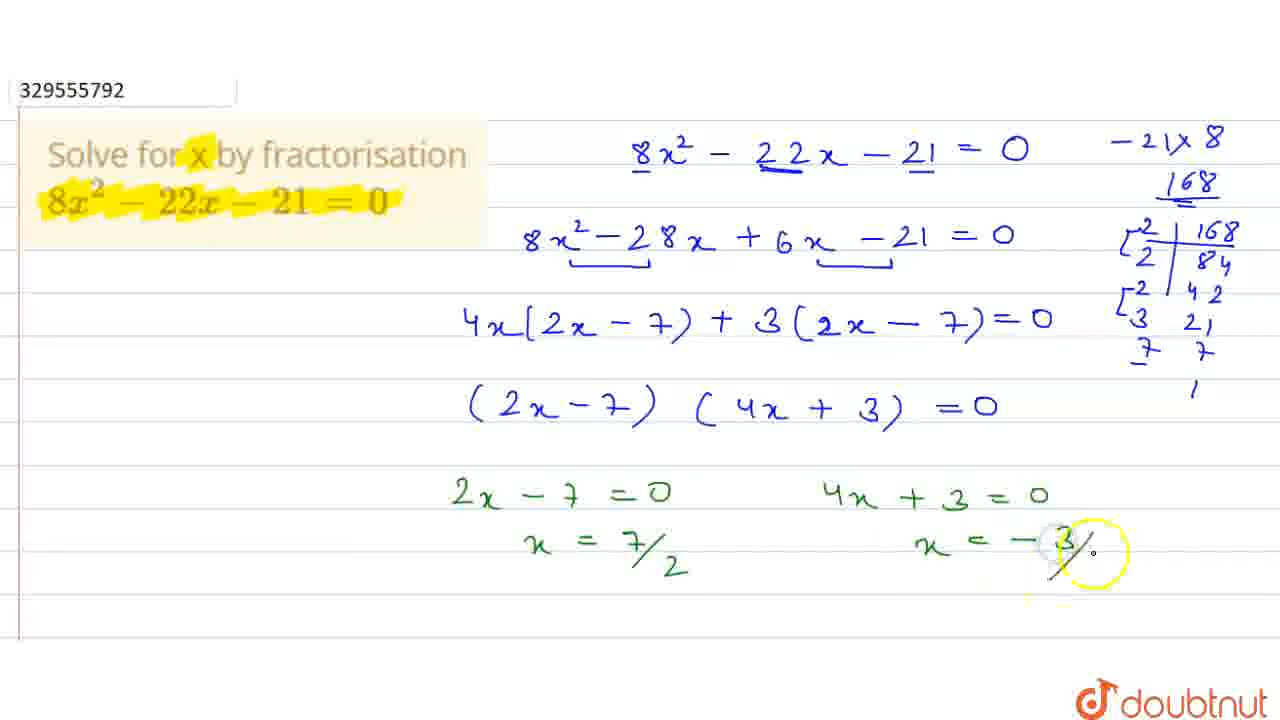 329555792
Solve for x by fractorisation
8x² − 22x − 21 = 0
8x² − 22x − 21 = 0
8x² − 28x + 6x − 21 = 0
4x(2x − 7) + 3(2x − 7) = 0
(2x − 7) (4x + 3) = 0
2x − 7 = 0
x = 7/2
4x + 3 = 0
x = − 3/
− 21 × 8
168
2 | 168
2 | 84
2 | 42
3 21
7 7
1
doubtnut